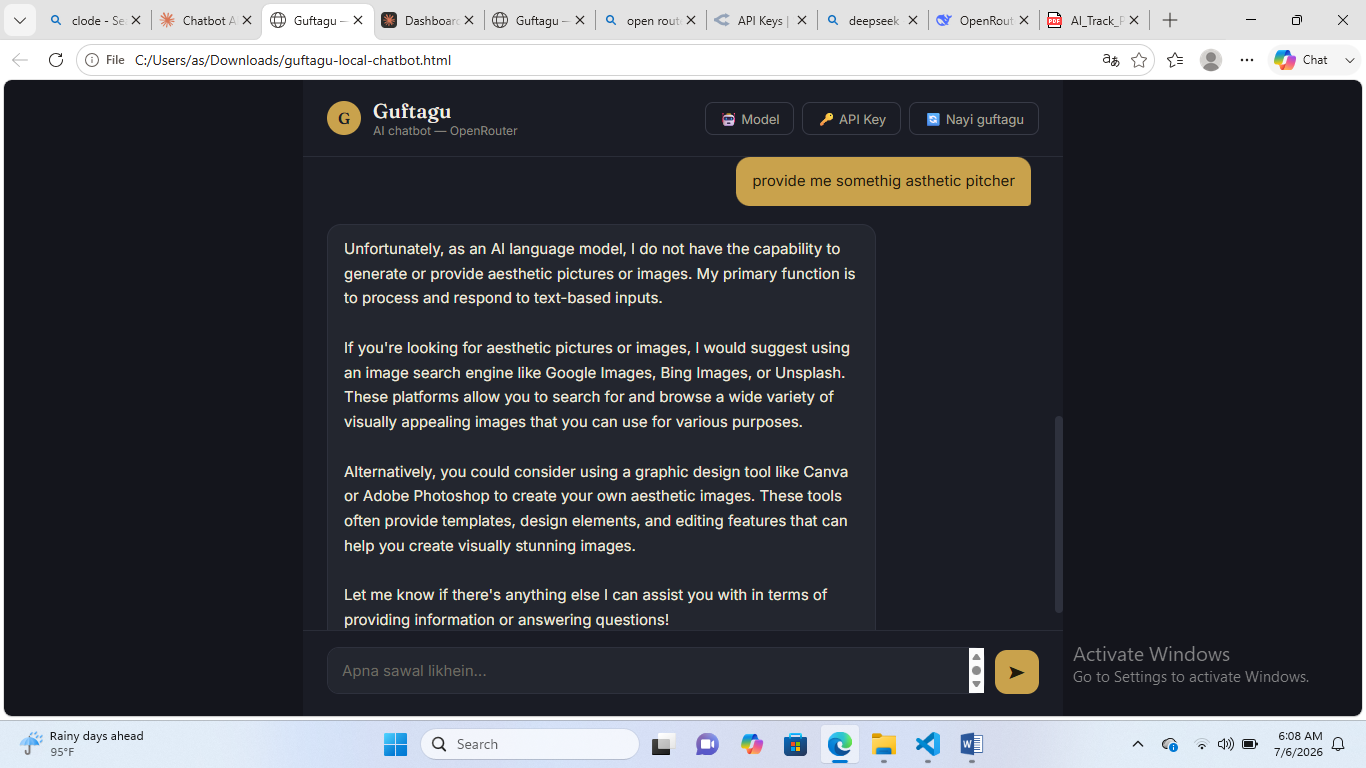 clode - Se
Chatbot A
Guftagu —
Dashboard
Guftagu —
open rout
API Keys |
deepseek
OpenRout
PDF
AI_Track_P
File
C:/Users/as/Downloads/guftagu-local-chatbot.html
Chat
G
Guftagu
AI chatbot — OpenRouter
Model
API Key
Nayi guftagu
provide me somethig asthetic pitcher
Unfortunately, as an AI language model, I do not have the capability to
generate or provide aesthetic pictures or images. My primary function is
to process and respond to text-based inputs.
If you're looking for aesthetic pictures or images, I would suggest using
an image search engine like Google Images, Bing Images, or Unsplash.
These platforms allow you to search for and browse a wide variety of
visually appealing images that you can use for various purposes.
Alternatively, you could consider using a graphic design tool like Canva
or Adobe Photoshop to create your own aesthetic images. These tools
often provide templates, design elements, and editing features that can
help you create visually stunning images.
Let me know if there's anything else I can assist you with in terms of
providing information or answering questions!
Apna sawal likhein...
Activate Windows
Go to Settings to activate Windows.
Rainy days ahead
95°F
Search
6:08 AM
7/6/2026